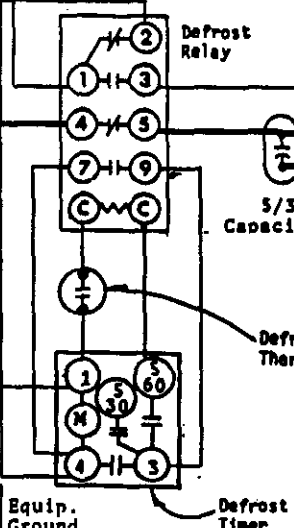 2
Defrost
Relay
1 3
4 5
7 9
C C
5/3
Capaci
Defr
Ther
1
S
30
S
60
M
4 3
Equip.
Ground
Defrost
Timer